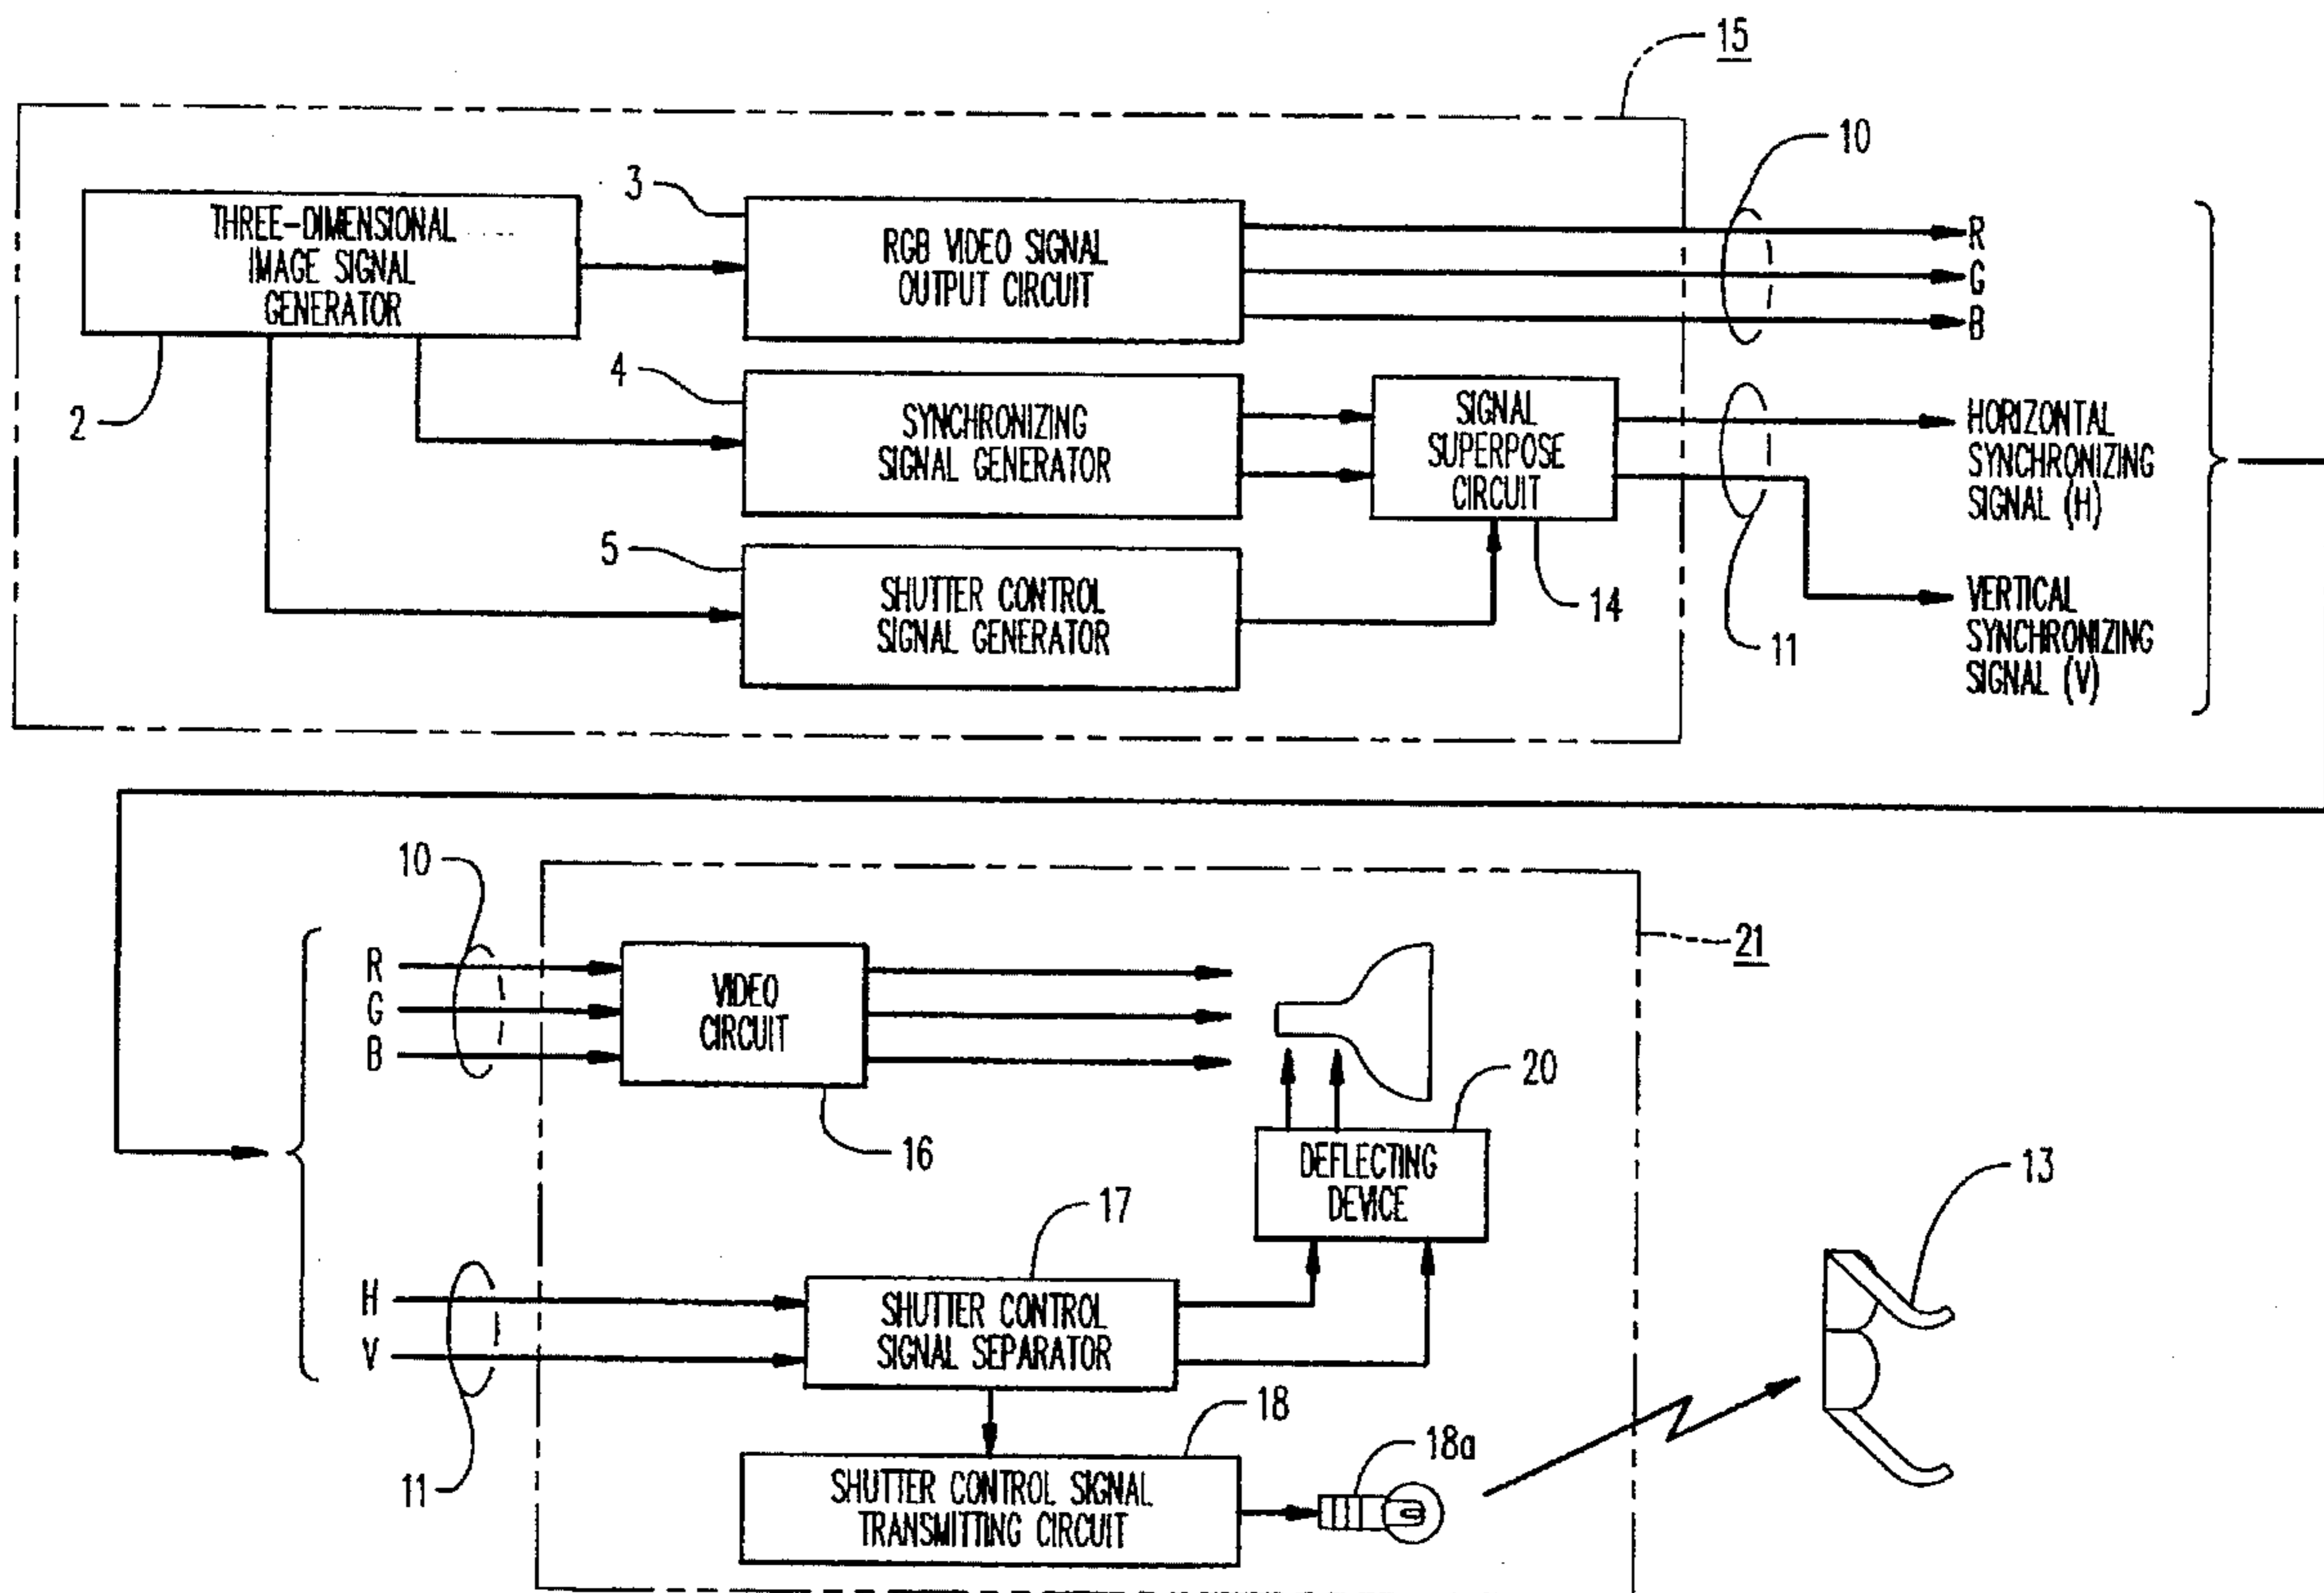 15
10
3
THREE-DIMENSIONAL
IMAGE SIGNAL
GENERATOR
RGB VIDEO SIGNAL
OUTPUT CIRCUIT
R
G
B
2
4
SYNCHRONIZING
SIGNAL GENERATOR
SIGNAL
SUPERPOSE
CIRCUIT
HORIZONTAL
SYNCHRONIZING
SIGNAL (H)
5
SHUTTER CONTROL
SIGNAL GENERATOR
14
11
VERTICAL
SYNCHRONIZING
SIGNAL (V)
10
21
R
G
B
VIDEO
CIRCUIT
16
20
DEFLECTING
DEVICE
13
17
H
V
SHUTTER CONTROL
SIGNAL SEPARATOR
11
18
SHUTTER CONTROL SIGNAL
TRANSMITTING CIRCUIT
18a